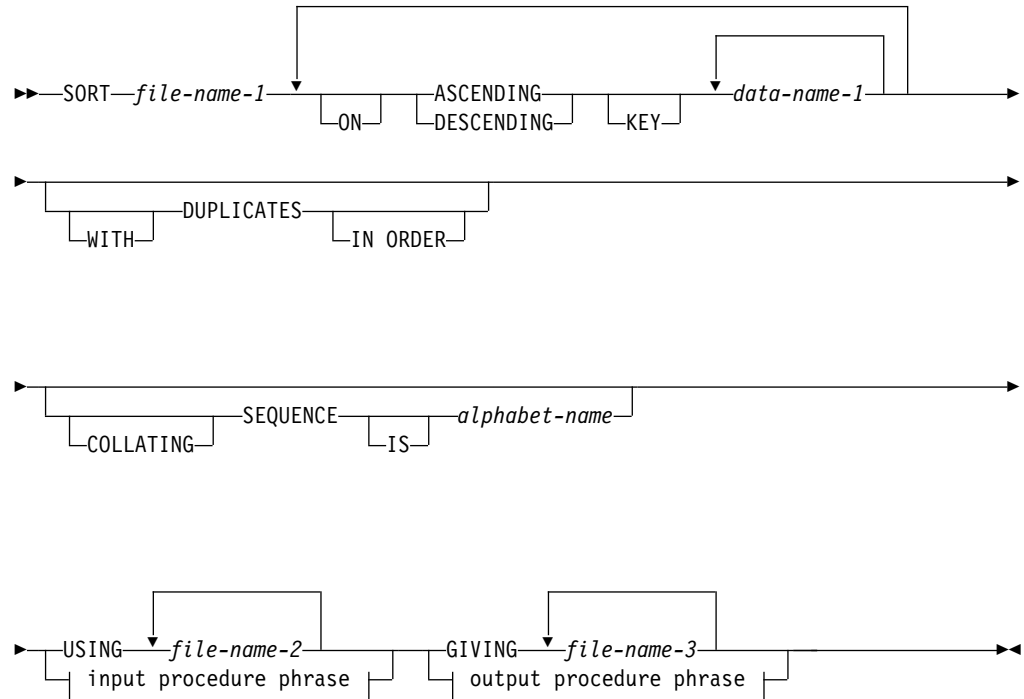 SORT file-name-1 ASCENDING data-name-1
ON DESCENDING KEY
DUPLICATES
WITH IN ORDER
SEQUENCE alphabet-name
COLLATING IS
USING file-name-2 GIVING file-name-3
input procedure phrase output procedure phrase